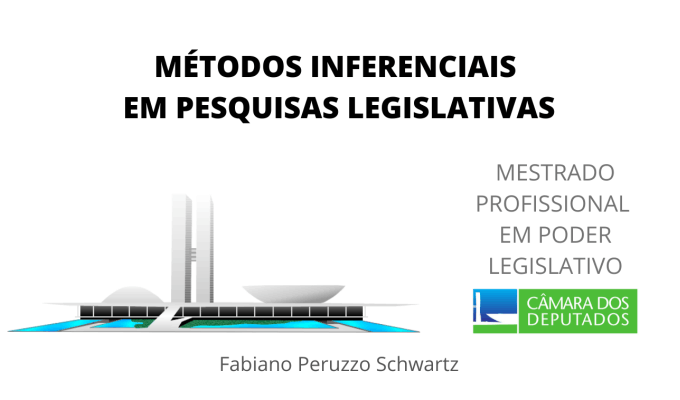 MÉTODOS INFERENCIAIS
EM PESQUISAS LEGISLATIVAS
MESTRADO
PROFISSIONAL
EM PODER
LEGISLATIVO
CÂMARA DOS
DEPUTADOS
Fabiano Peruzzo Schwartz